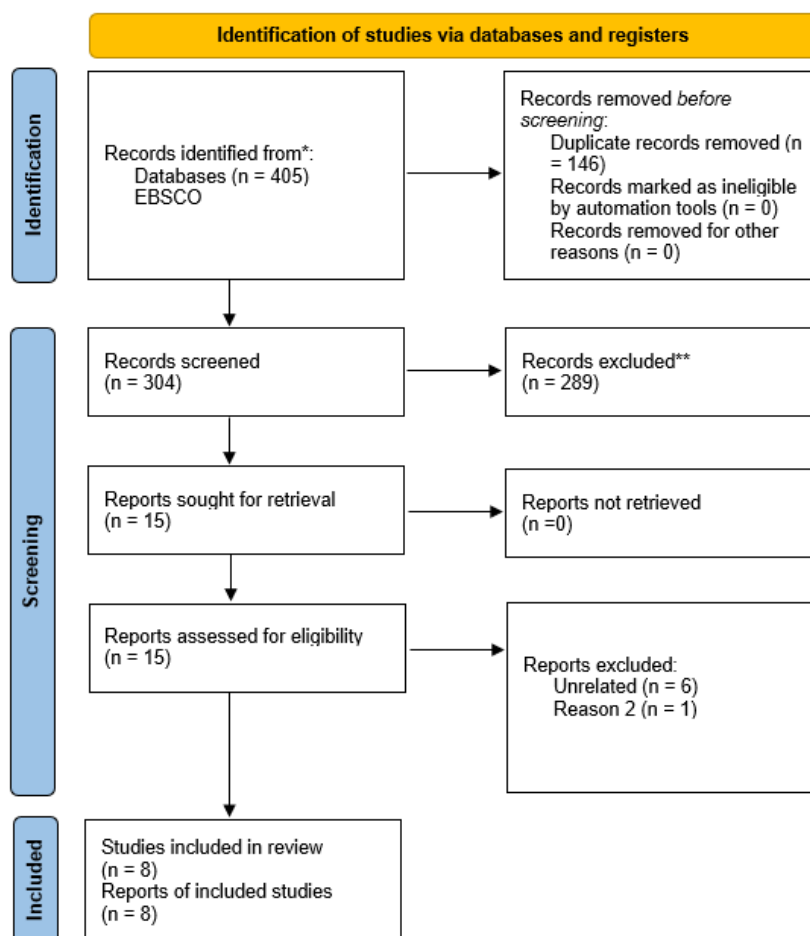 Identification of studies via databases and registers
Identification
Records identified from*:
Databases (n = 405)
EBSCO
Records removed before
screening:
Duplicate records removed (n
= 146)
Records marked as ineligible
by automation tools (n = 0)
Records removed for other
reasons (n = 0)
Screening
Records screened
(n = 304)
Records excluded**
(n = 289)
Reports sought for retrieval
(n = 15)
Reports not retrieved
(n =0)
Reports assessed for eligibility
(n = 15)
Reports excluded:
Unrelated (n = 6)
Reason 2 (n = 1)
Included
Studies included in review
(n = 8)
Reports of included studies
(n = 8)